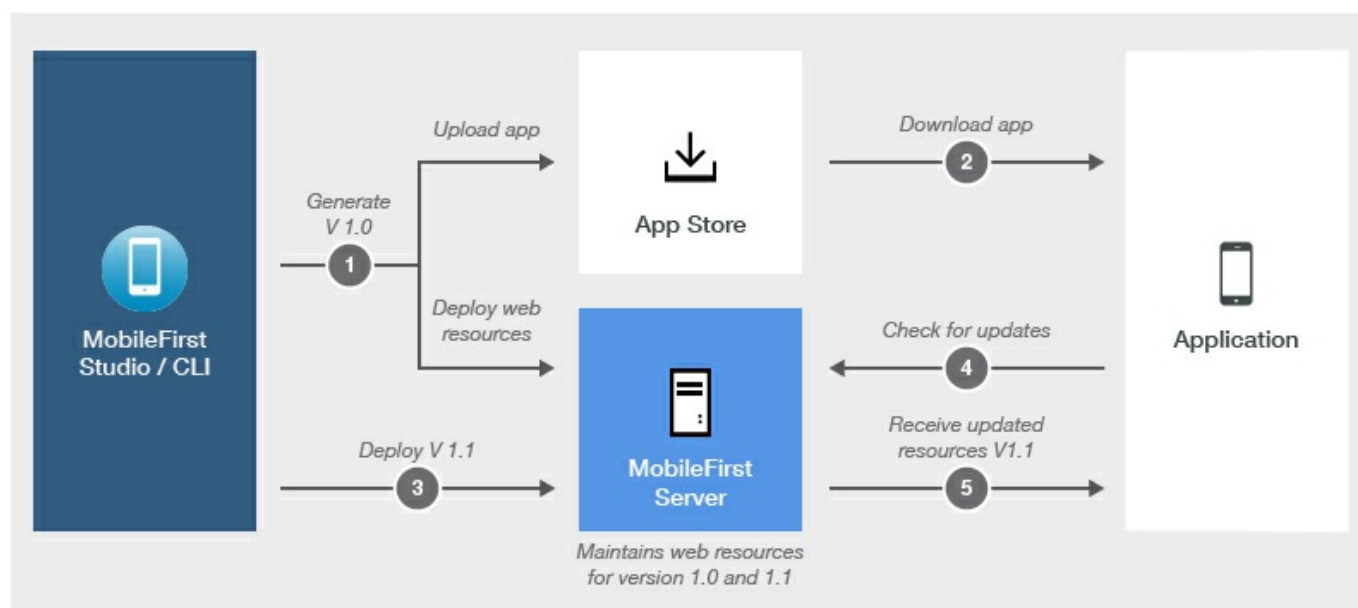 MobileFirst
Studio / CLI
Generate
V 1.0
1
Upload app
Deploy web
resources
Deploy V 1.1
3
App Store
MobileFirst
Server
Maintains web resources
for version 1.0 and 1.1
Download app
2
Check for updates
4
Receive updated
resources V1.1
5
Application